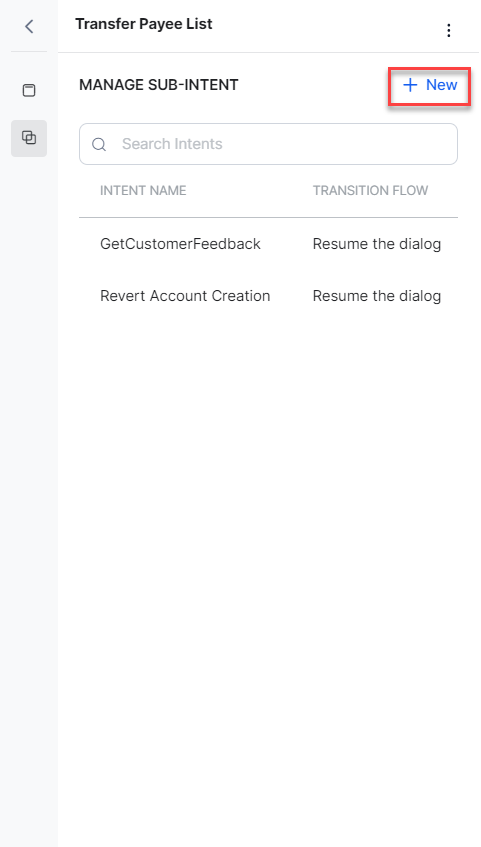 Transfer Payee List
MANAGE SUB-INTENT
New
Search Intents
INTENT NAME TRANSITION FLOW
GetCustomerFeedback Resume the dialog
Revert Account Creation Resume the dialog